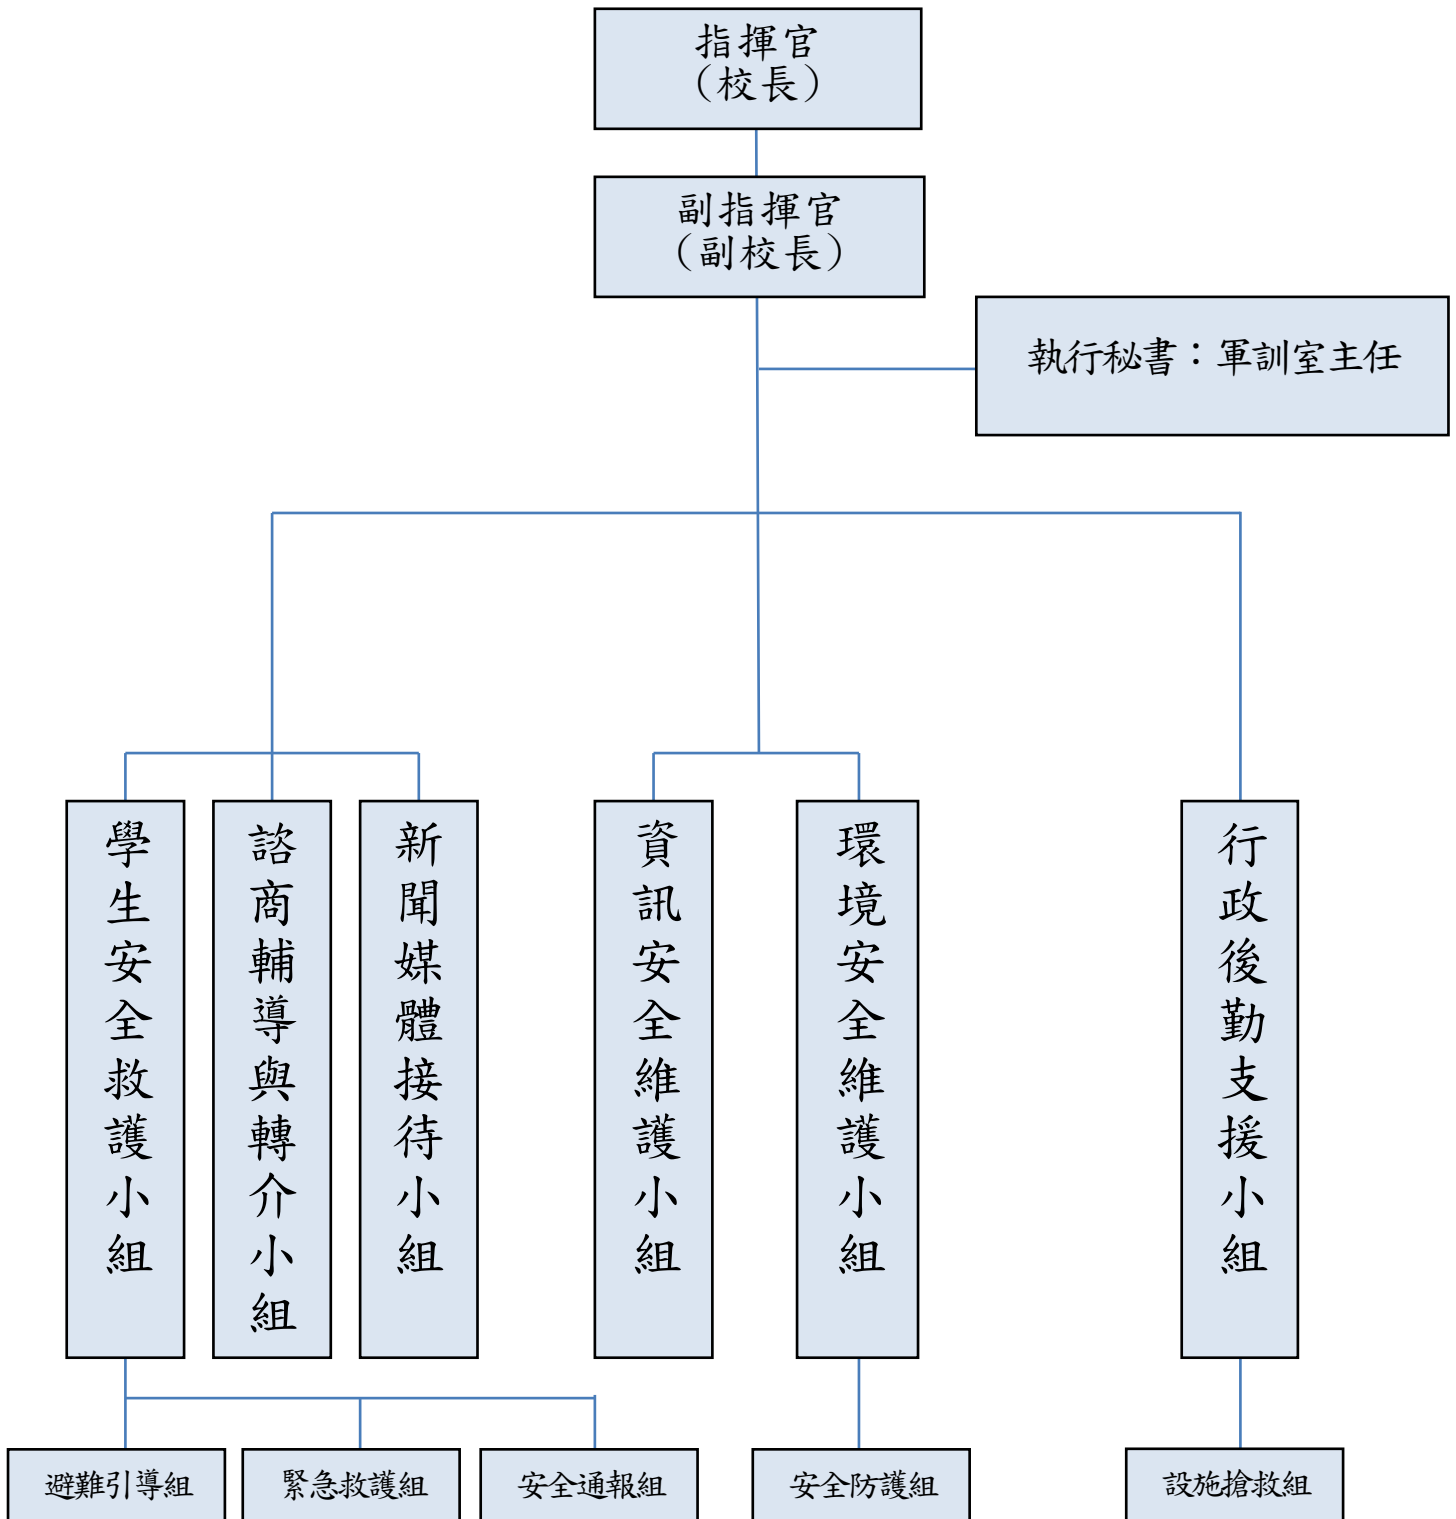 指揮官
（校長）
副指揮官
（副校長）
執行秘書：軍訓室主任
學生安全救護小組
諮商輔導與轉介小組
新聞媒體接待小組
資訊安全維護小組
環境安全維護小組
行政後勤支援小組
避難引導組
緊急救護組
安全通報組
安全防護組
設施搶救組